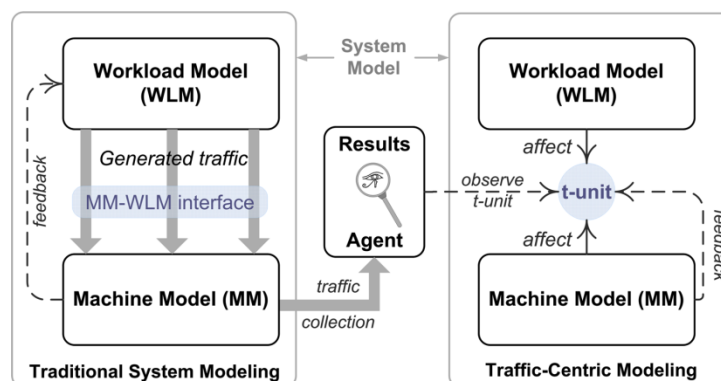 Workload Model
(WLM)
Generated traffic
MM-WLM interface
feedback
Machine Model (MM)
Traditional System Modeling
System
Model
Results
Agent
traffic
collection
observe
t-unit
Workload Model
(WLM)
affect
t-unit
affect
feedback
Machine Model (MM)
Traffic-Centric Modeling